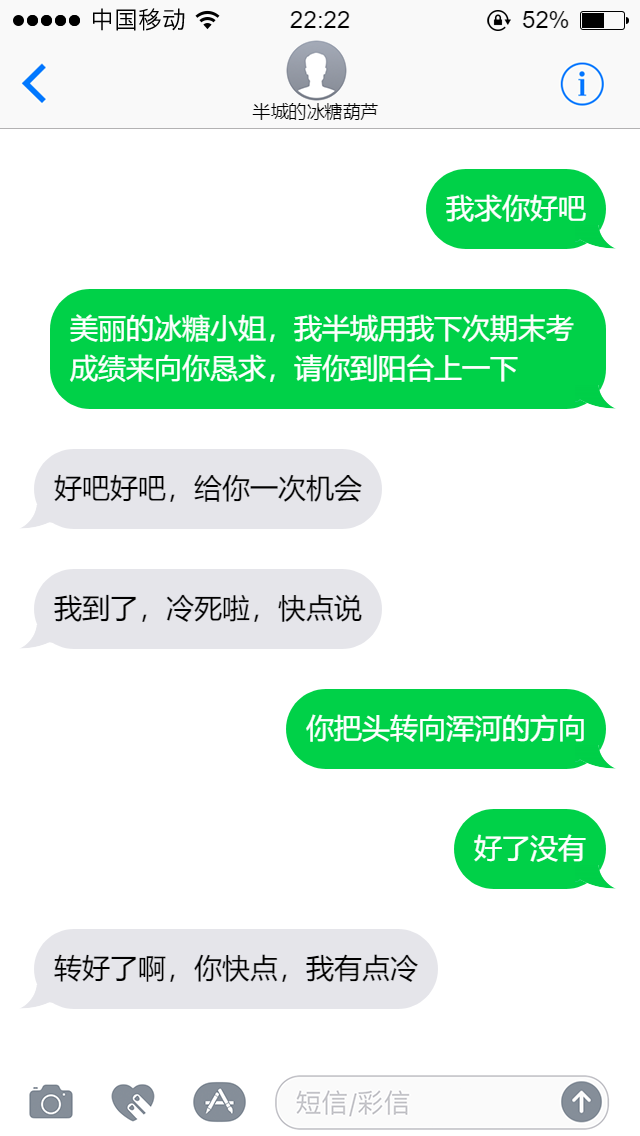 中国移动 22:22 52%
半城的冰糖葫芦
我求你好吧
美丽的冰糖小姐，我半城用我下次期末考
成绩来向你恳求，请你到阳台上一下
好吧好吧，给你一次机会
我到了，冷死啦，快点说
你把头转向浑河的方向
好了没有
转好了啊，你快点，我有点冷
短信/彩信